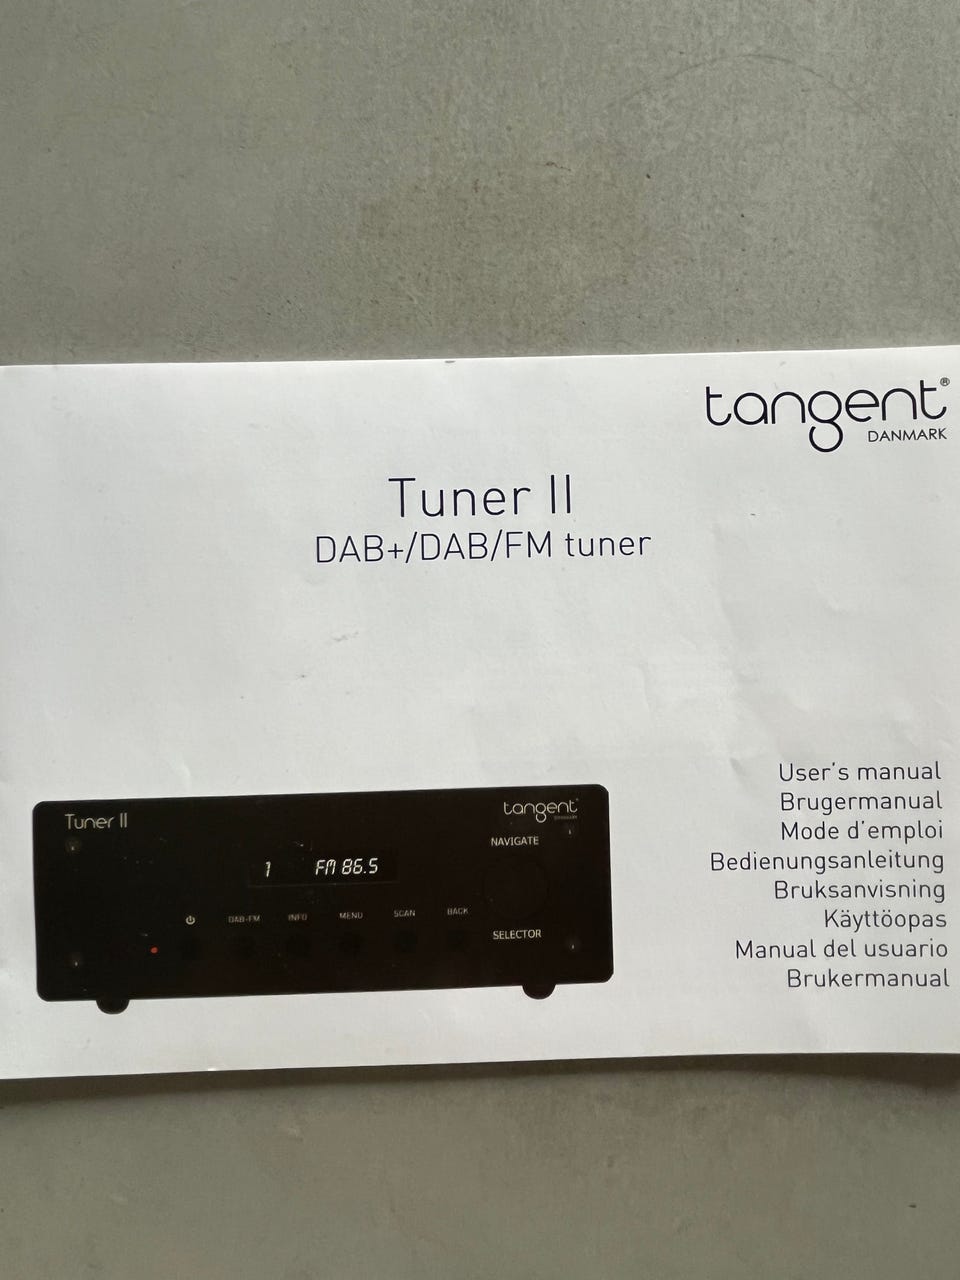 tangent®
DANMARK
Tuner II
DAB+/DAB/FM tuner
User's manual
Brugermanual
Mode d'emploi
Bedienungsanleitung
Bruksanvisning
Käyttöopas
Manual del usuario
Brukermanual
Tuner II
tangent
NAVIGATE
1 FM 86.5
DAB-FM INFO MENU SCAN BACK
SELECTOR